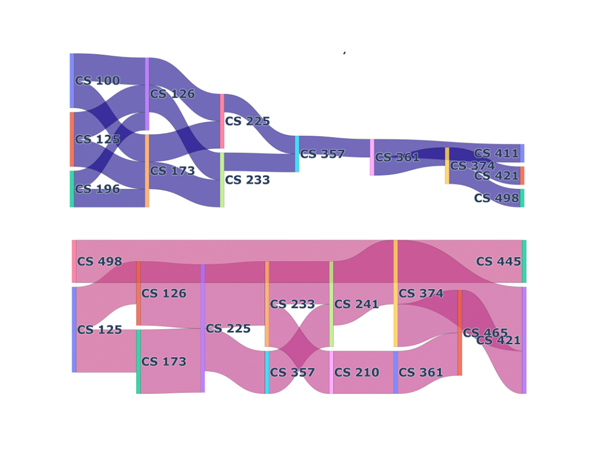 CS 100
CS 126
CS 125
CS 225
CS 196
CS 173
CS 233
CS 357
CS 361
CS 411
CS 374
CS 421
CS 498
CS 498
CS 445
CS 126
CS 233
CS 241
CS 374
CS 125
CS 225
CS 465
CS 421
CS 173
CS 357
CS 210
CS 361